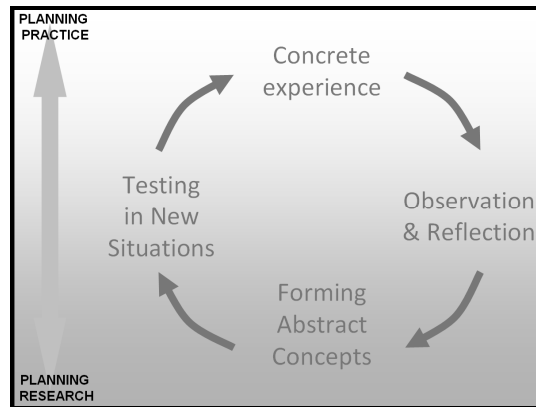 PLANNING
PRACTICE
Concrete
experience
Observation
& Reflection
Forming
Abstract
Concepts
Testing
in New
Situations
PLANNING
RESEARCH